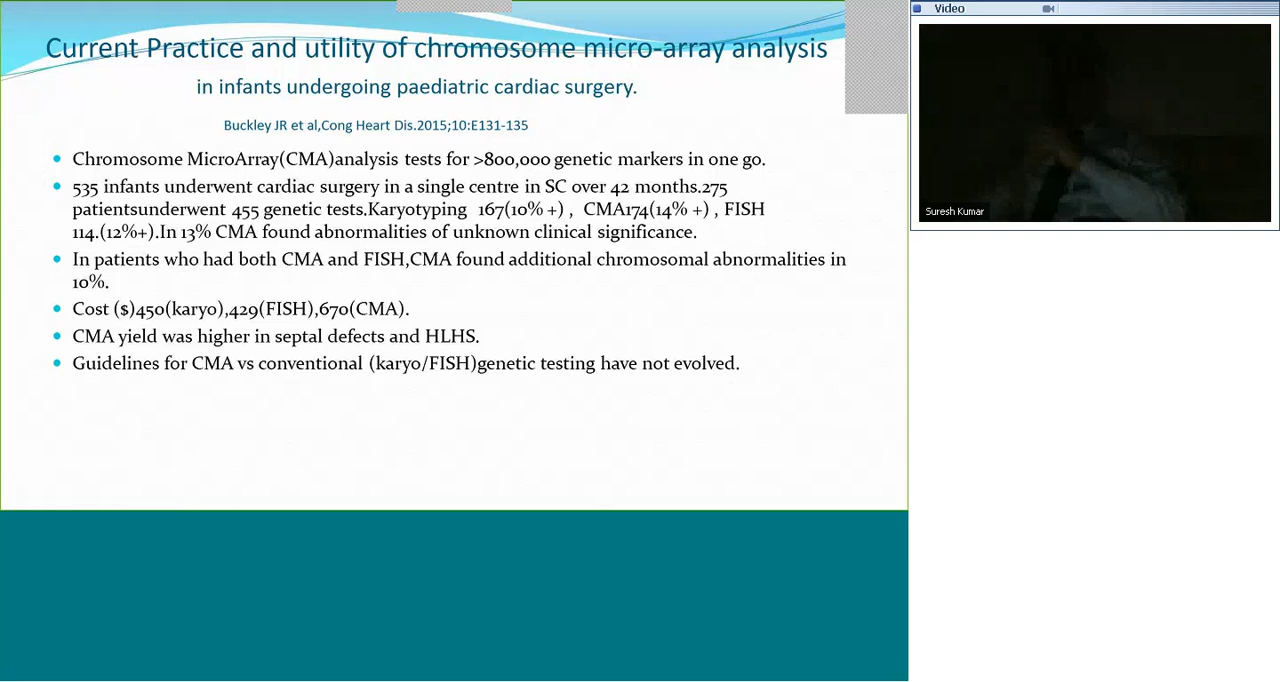 Current Practice and utility of chromosome micro-array analysis
in infants undergoing paediatric cardiac surgery.
Buckley JR et al,Cong Heart Dis.2015;10:E131-135
Chromosome MicroArray(CMA)analysis tests for >800,000 genetic markers in one go.
535 infants underwent cardiac surgery in a single centre in SC over 42 months.275
patientsunderwent 455 genetic tests.Karyotyping 167(10% +) , CMA174(14% +) , FISH
114.(12%+).In 13% CMA found abnormalities of unknown clinical significance.
In patients who had both CMA and FISH,CMA found additional chromosomal abnormalities in
10%.
Cost ($)450(karyo),429(FISH),670(CMA).
CMA yield was higher in septal defects and HLHS.
Guidelines for CMA vs conventional (karyo/FISH)genetic testing have not evolved.
Video
Suresh Kumar